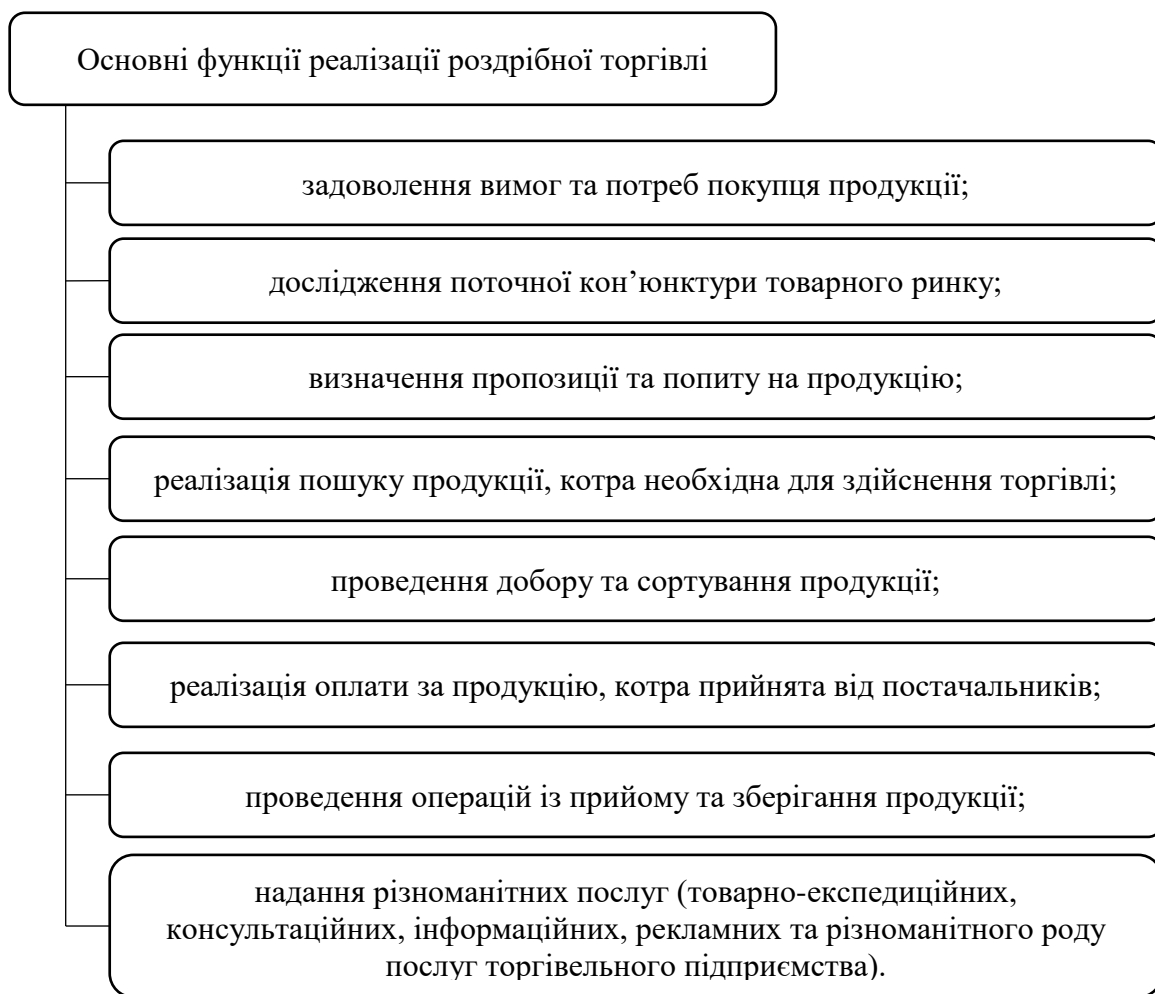 Основні функції реалізації роздрібної торгівлі
задоволення вимог та потреб покупця продукції;
дослідження поточної кон’юнктури товарного ринку;
визначення пропозиції та попиту на продукцію;
реалізація пошуку продукції, котра необхідна для здійснення торгівлі;
проведення добору та сортування продукції;
реалізація оплати за продукцію, котра прийнята від постачальників;
проведення операцій із прийому та зберігання продукції;
надання різноманітних послуг (товарно-експедиційних,
консультаційних, інформаційних, рекламних та різноманітного роду
послуг торгівельного підприємства).